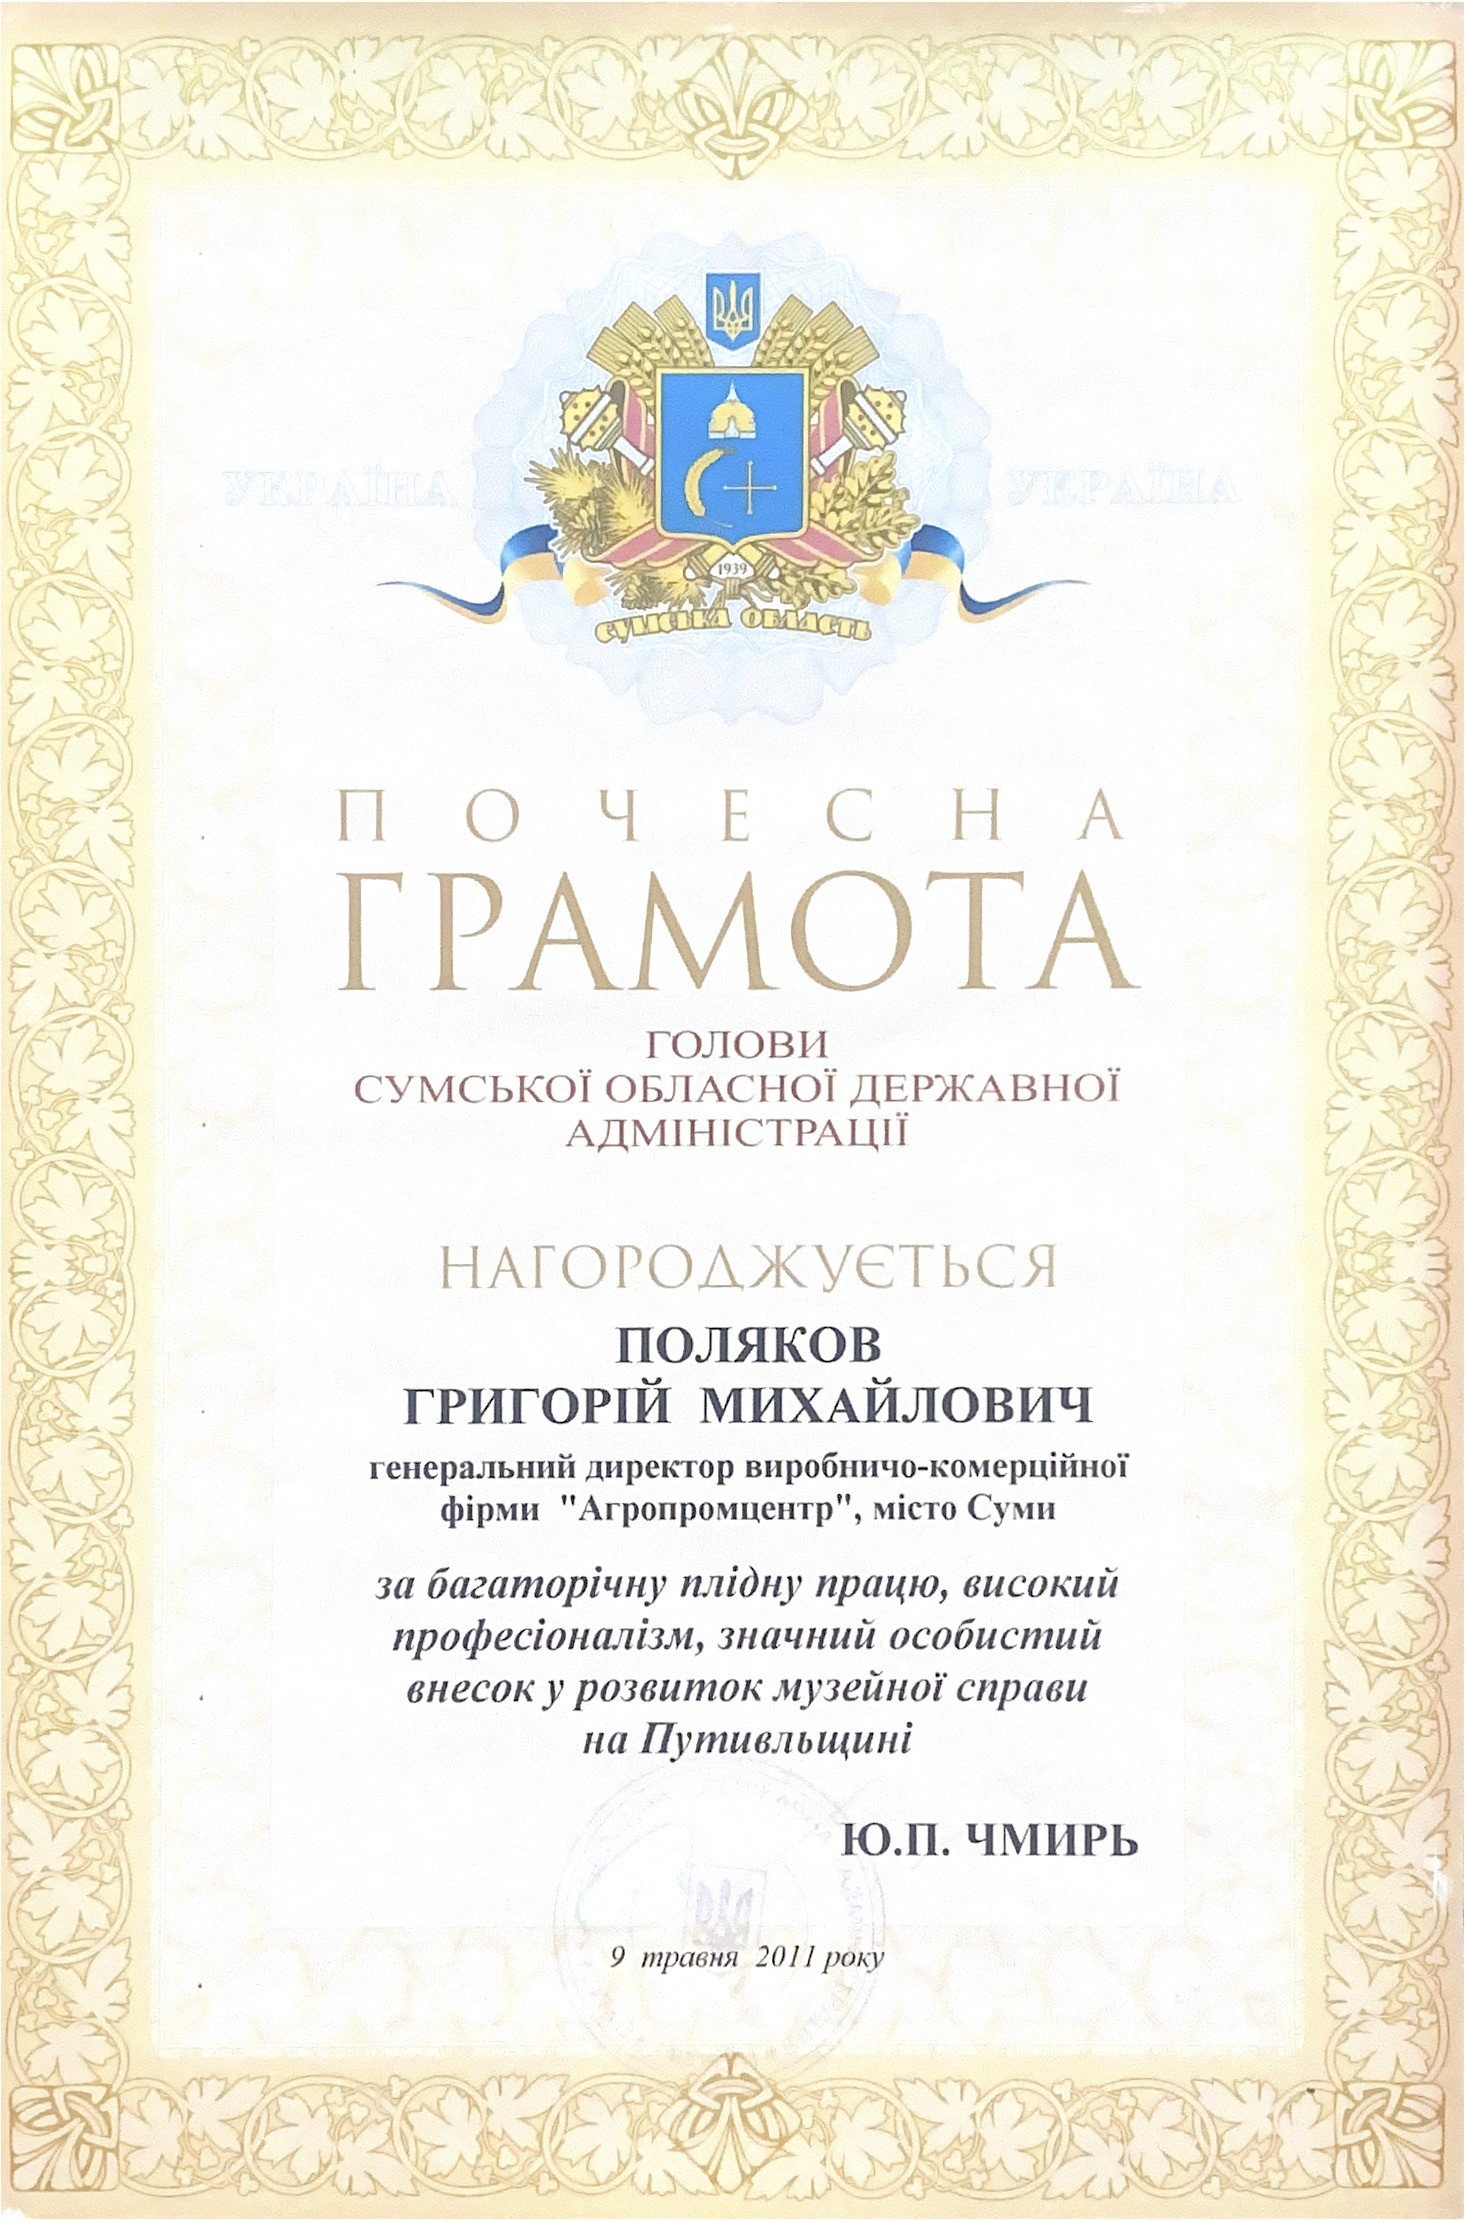 УКРАЇНА
УКРАЇНА
1939
СУМСЬКА ОБЛАСТЬ
ПОЧЕСНА
ГРАМОТА
ГОЛОВИ
СУМСЬКОЇ ОБЛАСНОЇ ДЕРЖАВНОЇ
АДМІНІСТРАЦІЇ
НАГОРОДЖУЄТЬСЯ
ПОЛЯКОВ
ГРИГОРІЙ МИХАЙЛОВИЧ
генеральний директор виробничо-комерційної
фірми "Агропромцентр", місто Суми
за багаторічну плідну працю, високий
професіоналізм, значний особистий
внесок у розвиток музейної справи
на Путивльщині
Ю.П. ЧМИРЬ
9 травня 2011 року